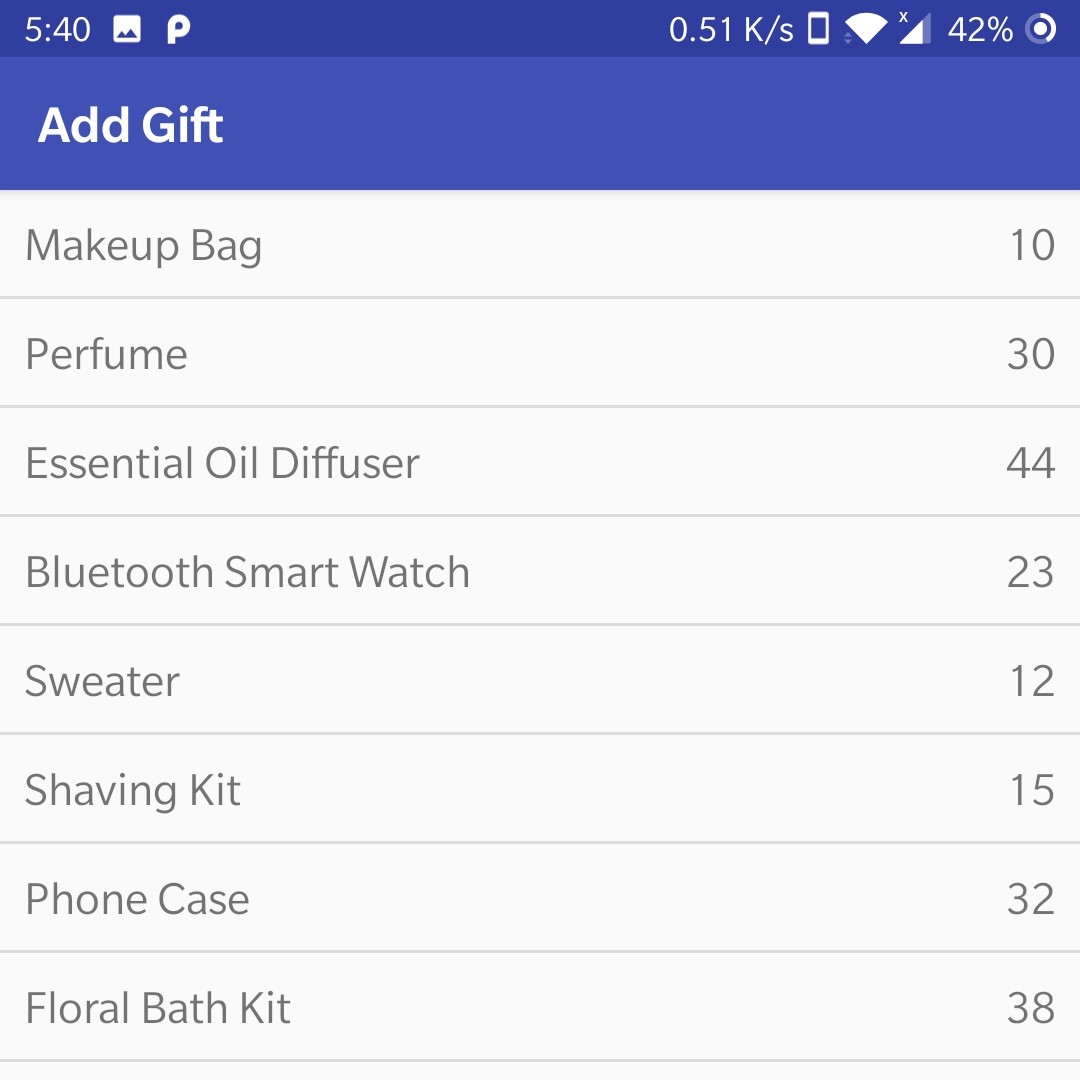 5:40 0.51 K/s x 42%
Add Gift
Makeup Bag 10
Perfume 30
Essential Oil Diffuser 44
Bluetooth Smart Watch 23
Sweater 12
Shaving Kit 15
Phone Case 32
Floral Bath Kit 38